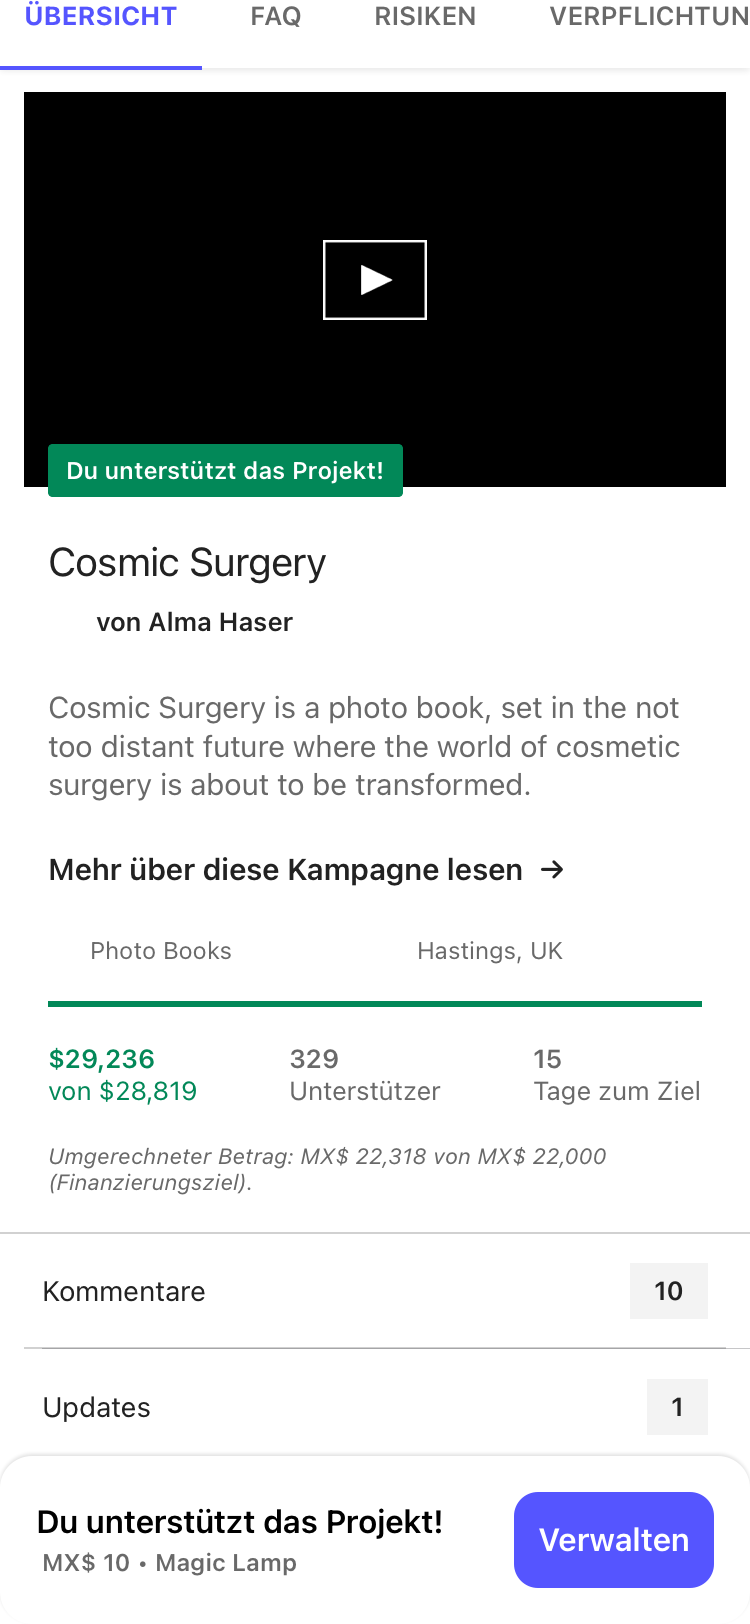 ÜBERSICHT FAQ RISIKEN VERPFLICHTUN
Du unterstützt das Projekt!
Cosmic Surgery
von Alma Haser
Cosmic Surgery is a photo book, set in the not
too distant future where the world of cosmetic
surgery is about to be transformed.
Mehr über diese Kampagne lesen →
Photo Books Hastings, UK
$29,236 329 15
von $28,819 Unterstützer Tage zum Ziel
Umgerechneter Betrag: MX$ 22,318 von MX$ 22,000
(Finanzierungsziel).
Kommentare 10
Updates 1
Du unterstützt das Projekt!
MX$ 10 • Magic Lamp
Verwalten